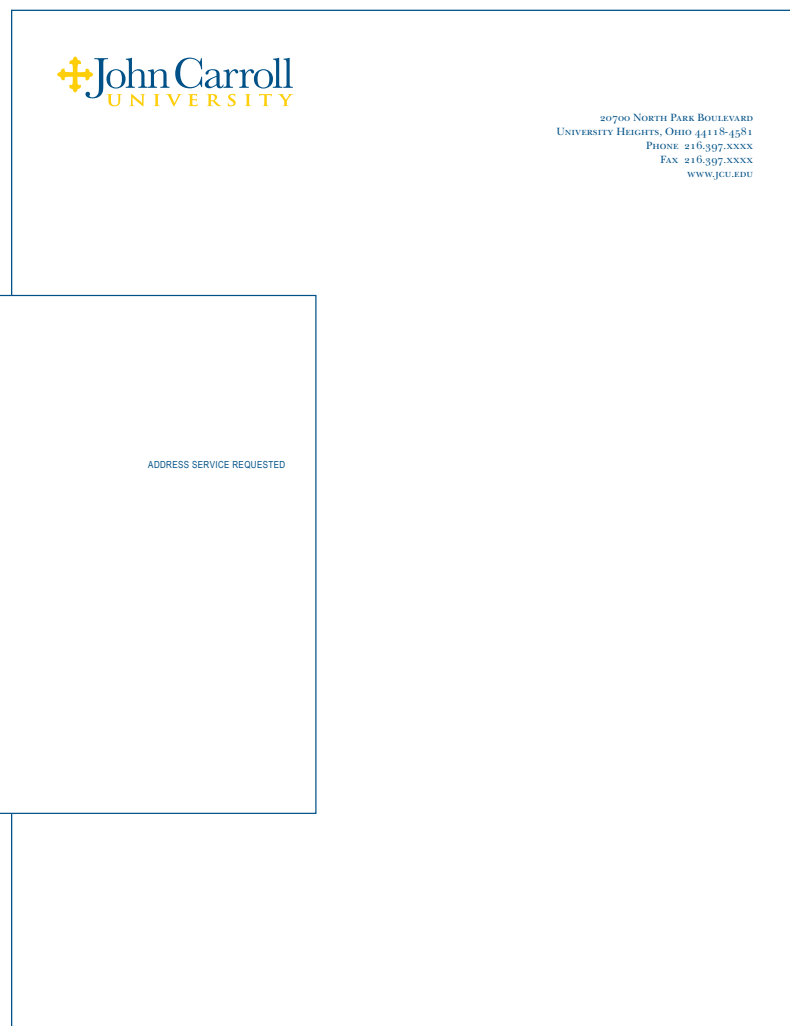 John Carroll
UNIVERSITY
20700 North Park Boulevard
University Heights, Ohio 44118-4581
Phone 216.397.xxxx
Fax 216.397.xxxx
www.jcu.edu
ADDRESS SERVICE REQUESTED